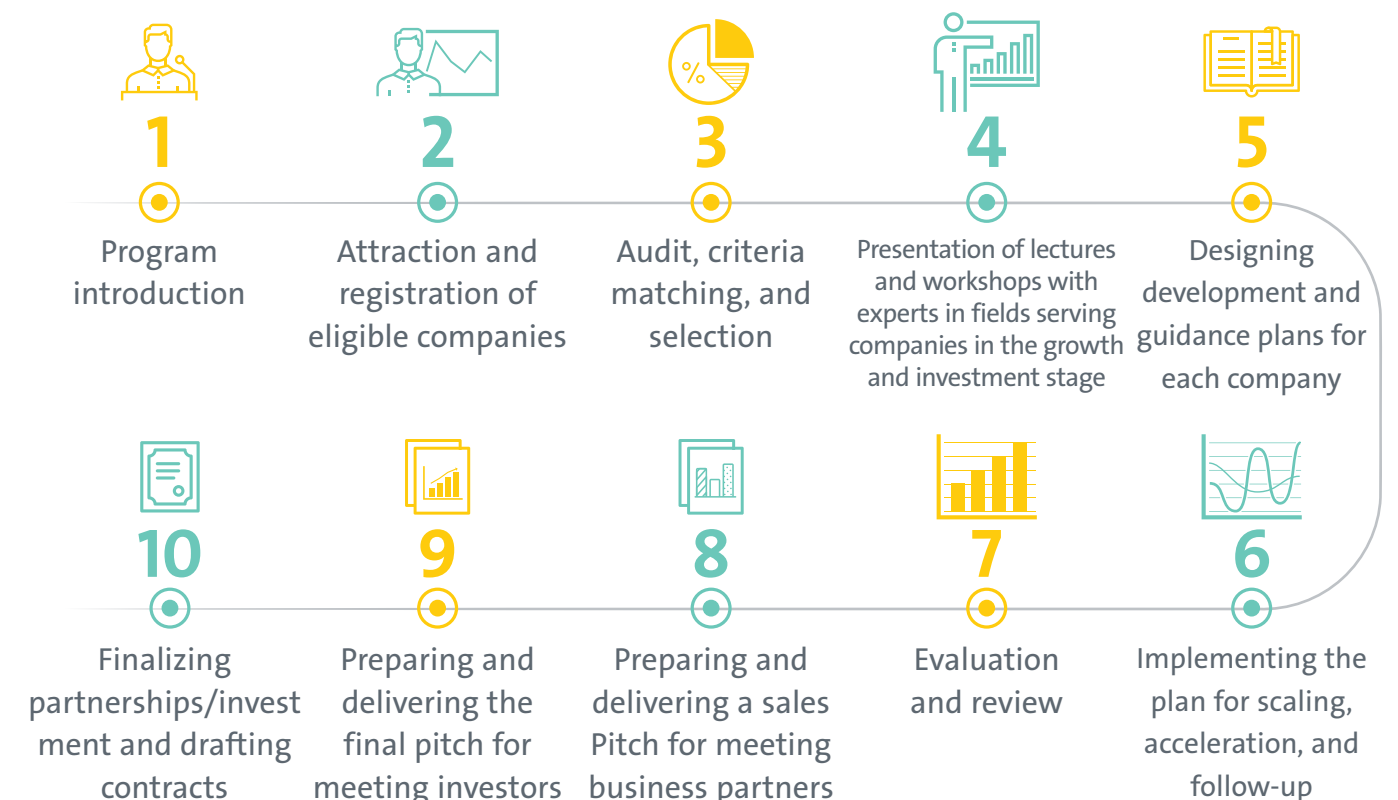 1
Program
introduction
2
Attraction and
registration of
eligible companies
%
3
Audit, criteria
matching, and
selection
4
Presentation of lectures
and workshops with
experts in fields serving
companies in the growth
and investment stage
5
Designing
development and
guidance plans for
each company
6
Implementing the
plan for scaling,
acceleration, and
follow-up
7
Evaluation
and review
8
Preparing and
delivering a sales
Pitch for meeting
business partners
9
Preparing and
delivering the
final pitch for
meeting investors
10
Finalizing
partnerships/invest
ment and drafting
contracts